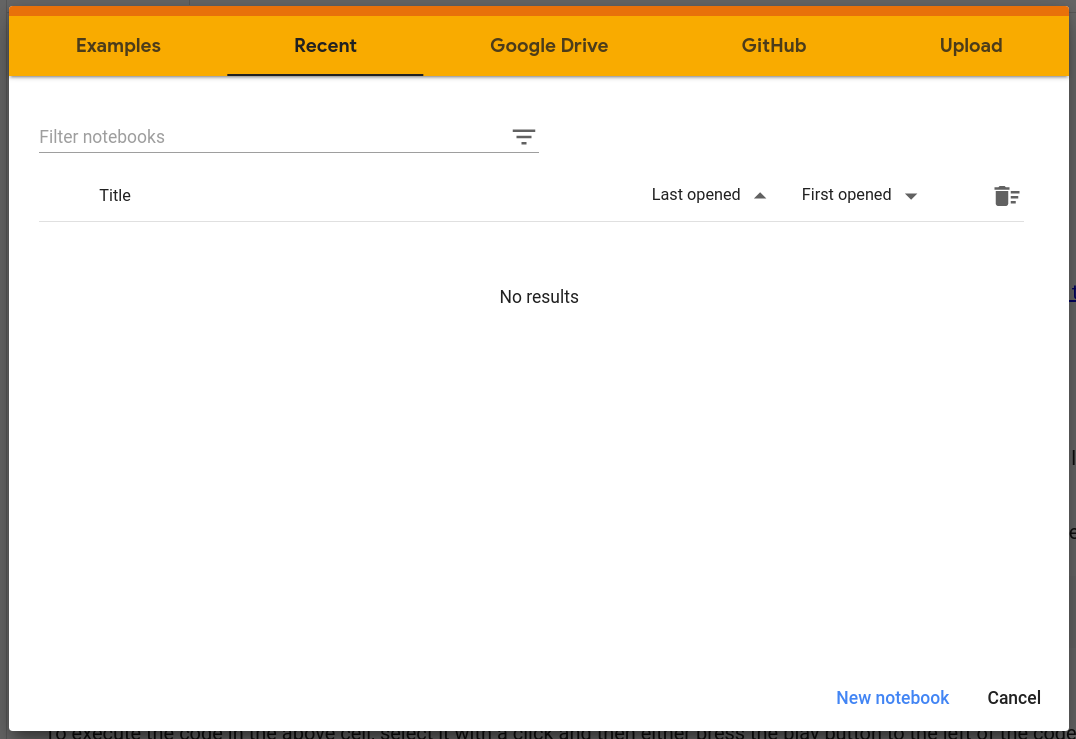 Examples Recent Google Drive GitHub Upload
Filter notebooks
Title Last opened First opened
No results
New notebook Cancel
To execute the code in the above cell, select it with a click and then either press the play button to the left of the code